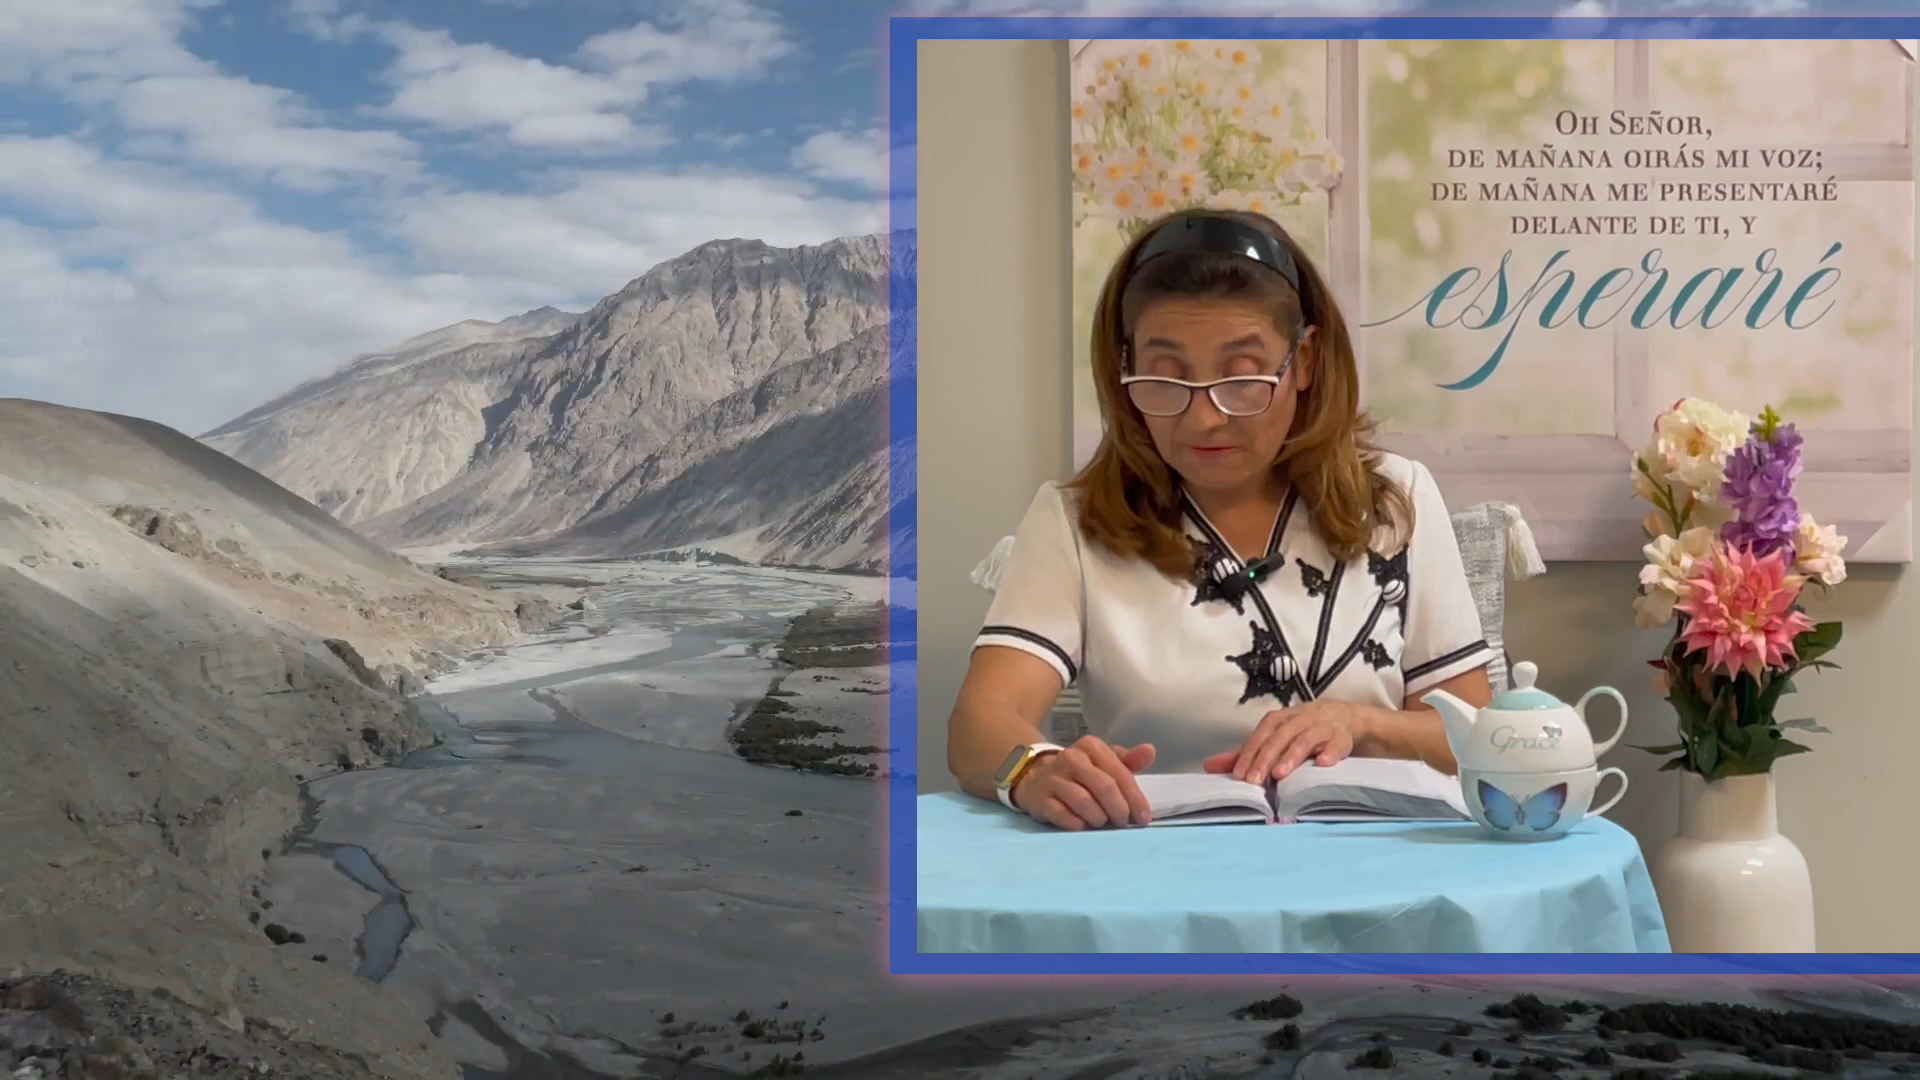 OH SEÑOR,
DE MAÑANA OIRÁS MI VOZ;
DE MAÑANA ME PRESENTARÉ
DELANTE DE TI, Y
esperaré
Grace